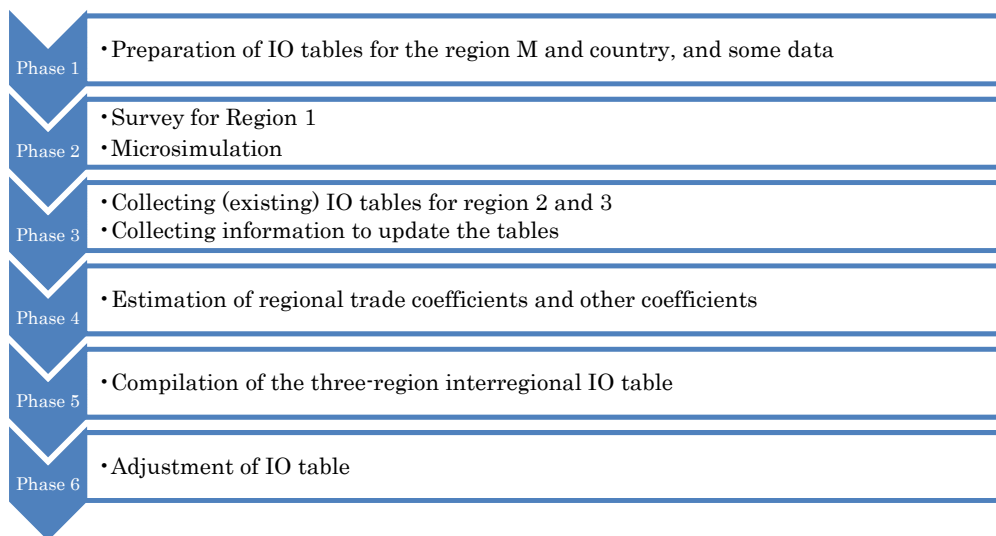 Phase 1
•Preparation of IO tables for the region M and country, and some data
Phase 2
•Survey for Region 1
•Microsimulation
Phase 3
•Collecting (existing) IO tables for region 2 and 3
•Collecting information to update the tables
Phase 4
•Estimation of regional trade coefficients and other coefficients
Phase 5
•Compilation of the three-region interregional IO table
Phase 6
•Adjustment of IO table